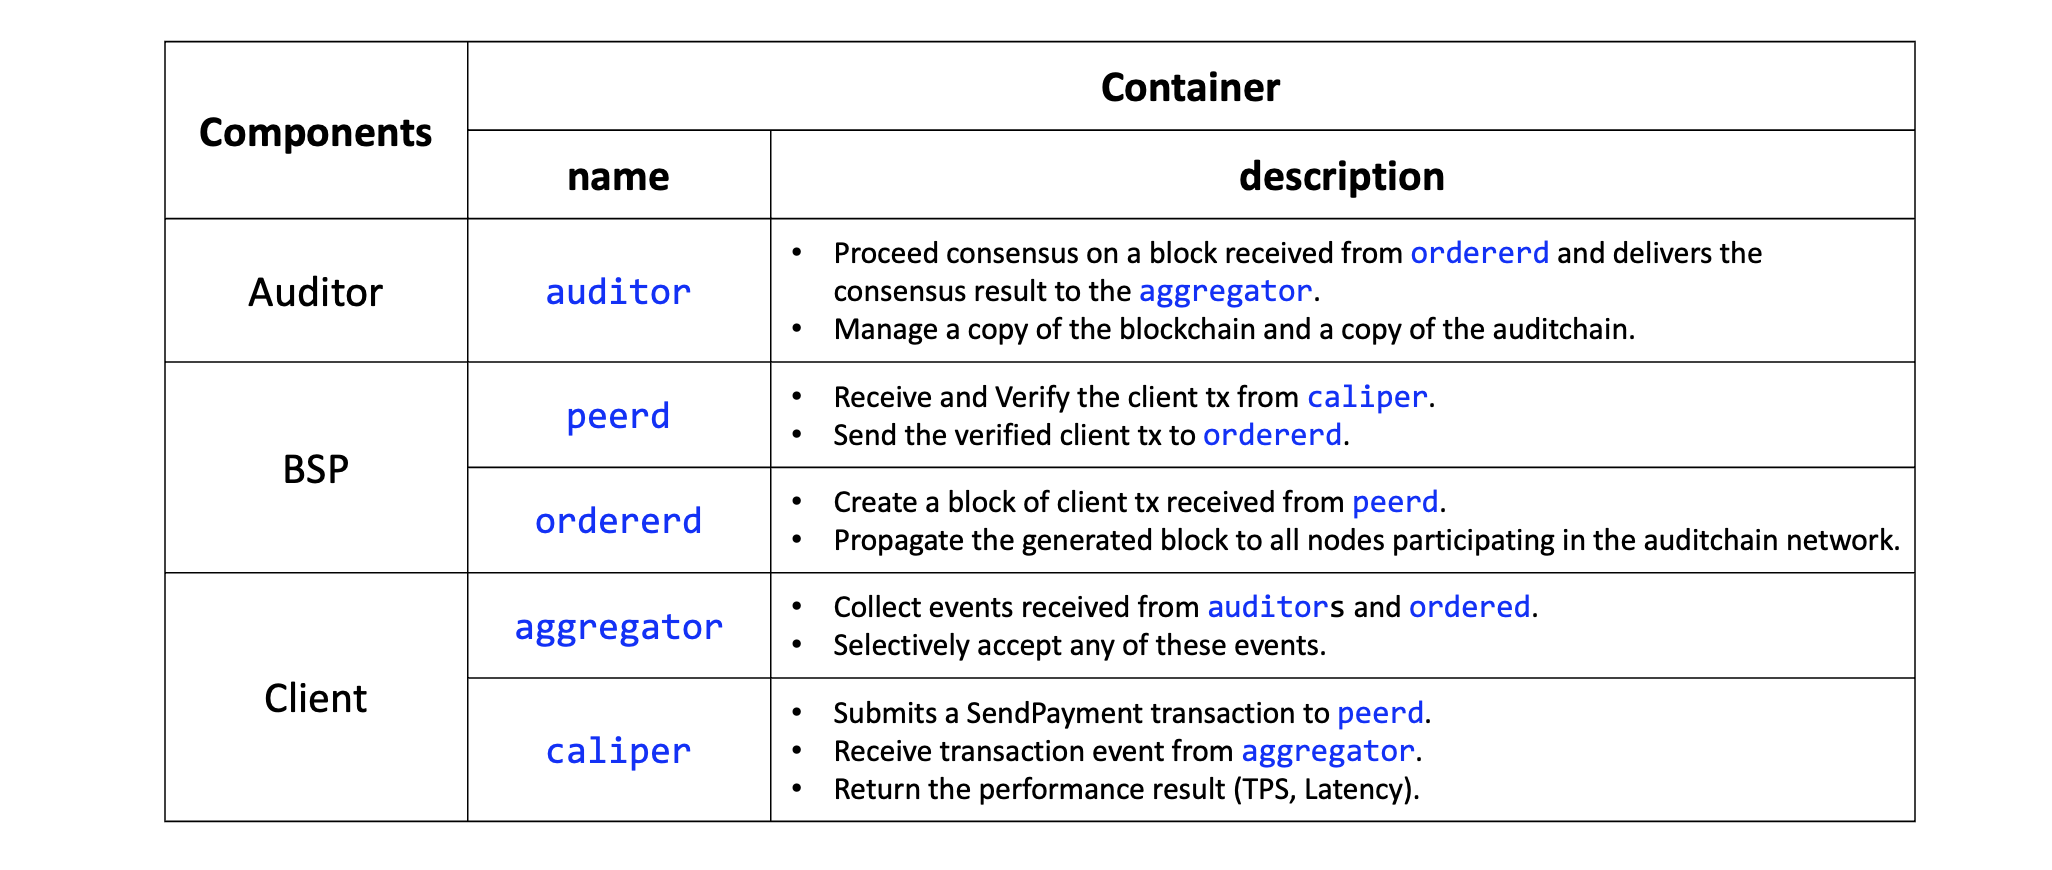 Components
Container
name
description
Auditor
auditor
• Proceed consensus on a block received from ordererd and delivers the
consensus result to the aggregator.
• Manage a copy of the blockchain and a copy of the auditchain.
BSP
peerd
• Receive and Verify the client tx from caliper.
• Send the verified client tx to ordererd.
ordererd
• Create a block of client tx received from peerd.
• Propagate the generated block to all nodes participating in the auditchain network.
Client
aggregator
• Collect events received from auditors and ordered.
• Selectively accept any of these events.
caliper
• Submits a SendPayment transaction to peerd.
• Receive transaction event from aggregator.
• Return the performance result (TPS, Latency).